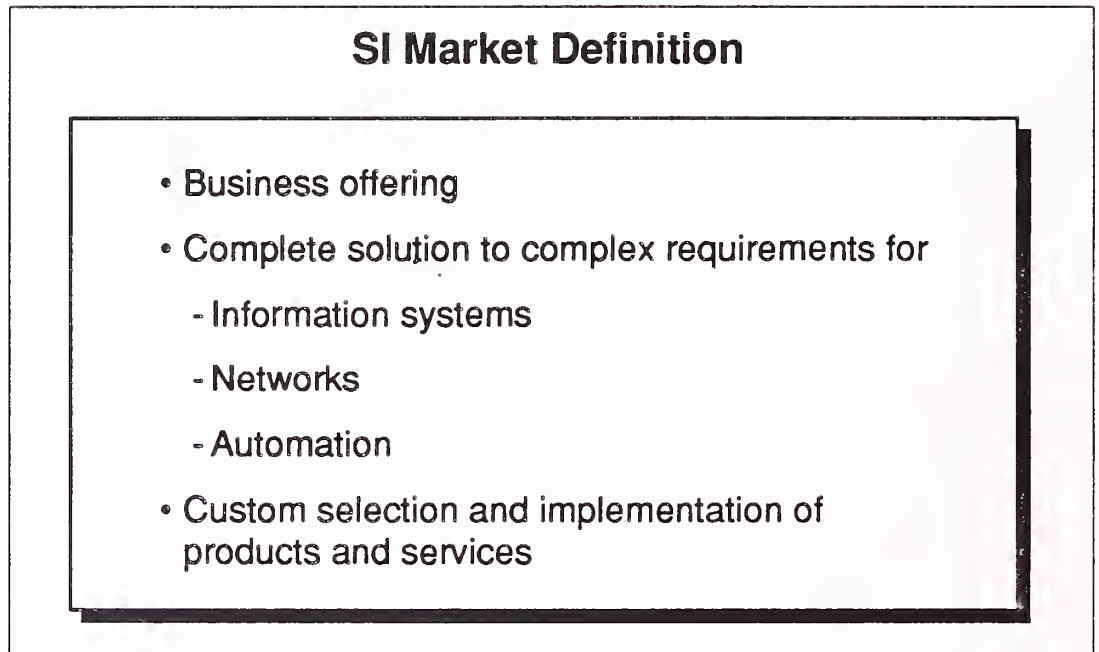 SI Market Definition
• Business offering
• Complete solution to complex requirements for
- Information systems
- Networks
- Automation
• Custom selection and implementation of
products and services